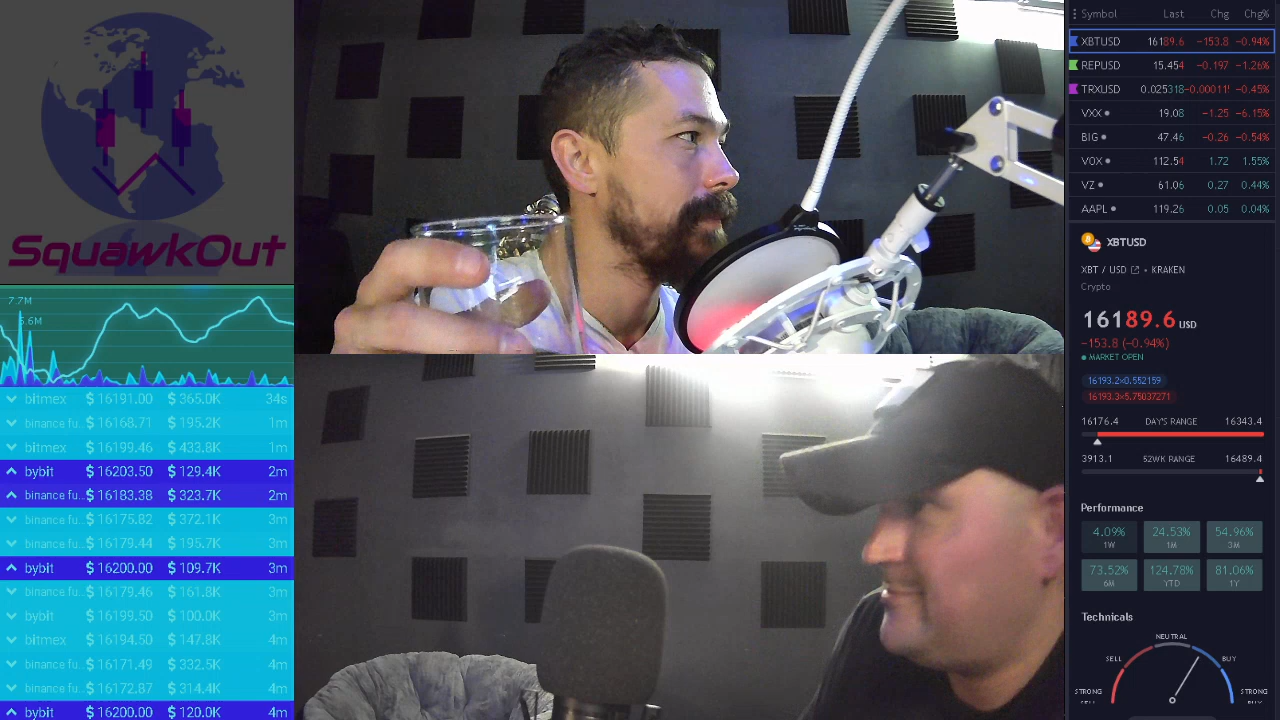 SquawkOut
7.7M
5.6M
bitmex $ 16191.00 $ 365.0K 34s
binance fu.. $ 16168.71 $ 195.2K 1m
bitmex $ 16199.46 $ 433.8K 1m
bybit $ 16203.50 $ 129.4K 2m
binance fu.. $ 16183.38 $ 323.7K 2m
binance fu.. $ 16175.82 $ 372.1K 3m
binance fu.. $ 16179.44 $ 195.7K 3m
bybit $ 16200.00 $ 109.7K 3m
binance fu.. $ 16179.46 $ 161.8K 3m
bybit $ 16199.50 $ 100.0K 3m
bitmex $ 16194.50 $ 147.8K 4m
binance fu.. $ 16171.49 $ 332.5K 4m
binance fu.. $ 16172.87 $ 314.4K 4m
bybit $ 16200.00 $ 120.0K 4m
Symbol Last Chg Chg%
XBTUSD 16189.6 −153.8 −0.94%
REPUSD 15.454 −0.197 −1.26%
TRXUSD 0.025318 −0.00011! −0.45%
VXX 19.08 −1.25 −6.15%
BIG 47.46 −0.26 −0.54%
VOX 112.54 1.72 1.55%
VZ 61.06 0.27 0.44%
AAPL 119.26 0.05 0.04%
XBTUSD
XBT / USD • KRAKEN
Crypto
16189.6 USD
−153.8 (−0.94%)
MARKET OPEN
16193.2×0.552159
16193.3×5.75037271
16176.4 DAY'S RANGE 16343.4
3913.1 52WK RANGE 16489.4
Performance
4.09% 24.53% 54.96%
1W 1M 3M
73.52% 124.78% 81.06%
6M YTD 1Y
Technicals
NEUTRAL
SELL BUY
STRONG STRONG